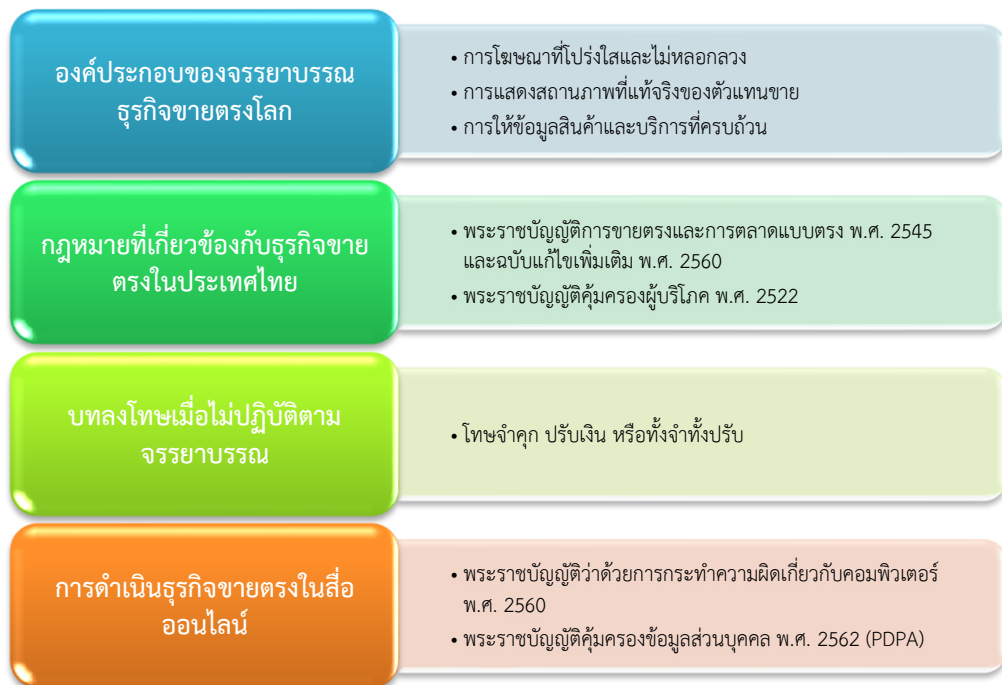 องค์ประกอบของจรรยาบรรณ
ธุรกิจขายตรงโลก
• การโฆษณาที่โปร่งใสและไม่หลอกลวง
• การแสดงสถานภาพที่แท้จริงของตัวแทนขาย
• การให้ข้อมูลสินค้าและบริการที่ครบถ้วน
กฎหมายที่เกี่ยวข้องกับธุรกิจขาย
ตรงในประเทศไทย
• พระราชบัญญัติการขายตรงและการตลาดแบบตรง พ.ศ. 2545
และฉบับแก้ไขเพิ่มเติม พ.ศ. 2560
• พระราชบัญญัติคุ้มครองผู้บริโภค พ.ศ. 2522
บทลงโทษเมื่อไม่ปฏิบัติตาม
จรรยาบรรณ
• โทษจำคุก ปรับเงิน หรือทั้งจำทั้งปรับ
การดำเนินธุรกิจขายตรงในสื่อ
ออนไลน์
• พระราชบัญญัติว่าด้วยการกระทำความผิดเกี่ยวกับคอมพิวเตอร์
พ.ศ. 2560
• พระราชบัญญัติคุ้มครองข้อมูลส่วนบุคคล พ.ศ. 2562 (PDPA)